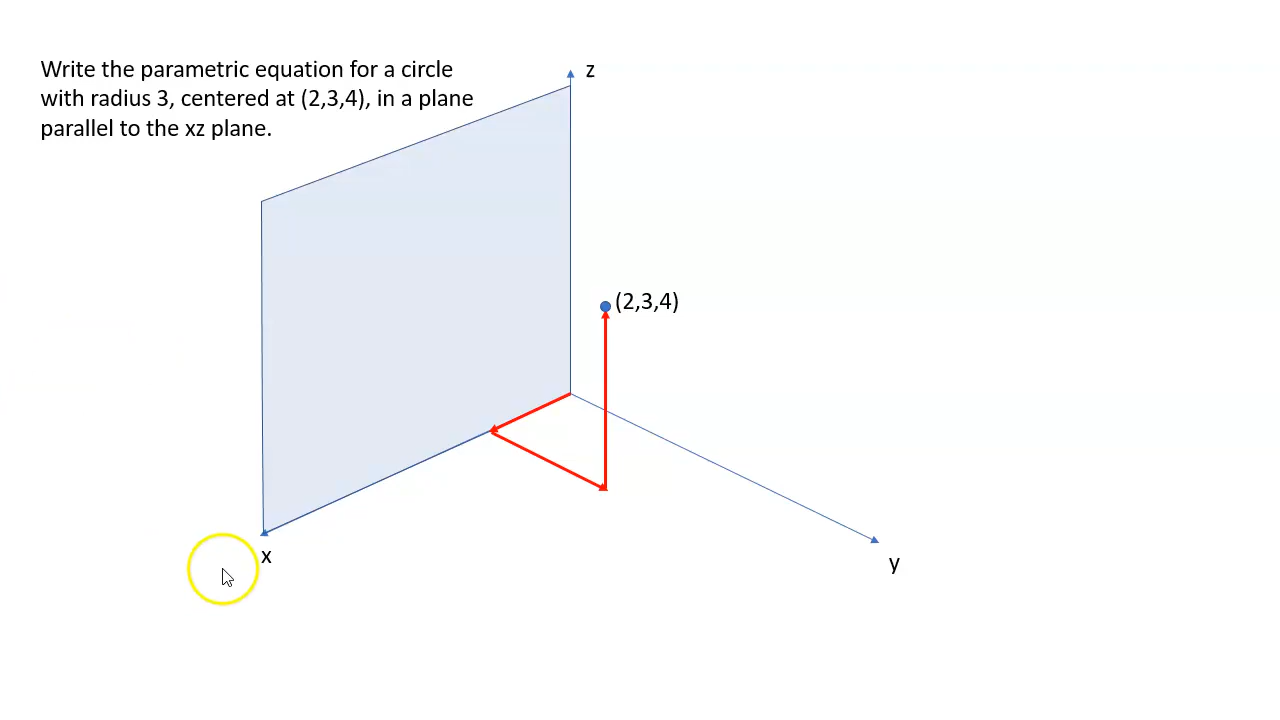 Write the parametric equation for a circle
with radius 3, centered at (2,3,4), in a plane
parallel to the xz plane.
z
(2,3,4)
x
y